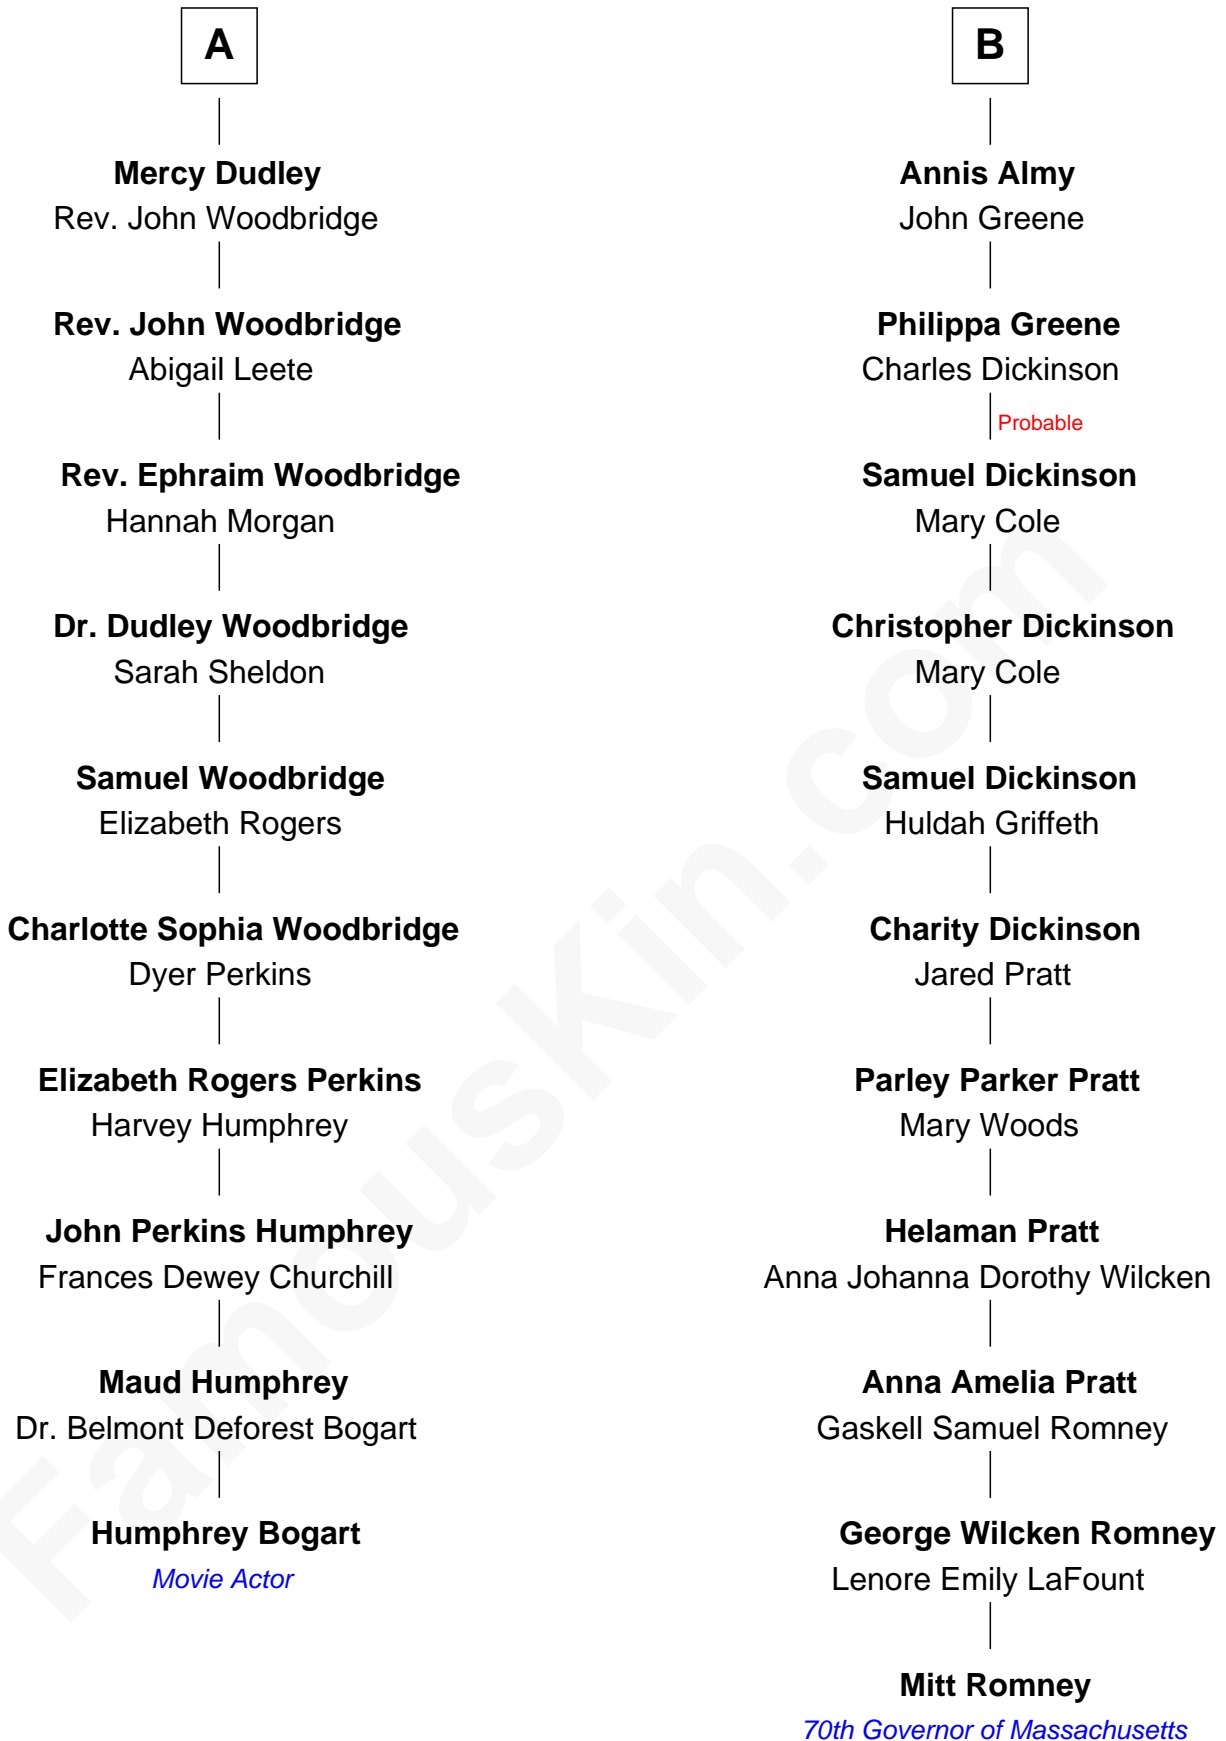 A
Mercy Dudley
Rev. John Woodbridge
Rev. John Woodbridge
Abigail Leete
Rev. Ephraim Woodbridge
Hannah Morgan
Dr. Dudley Woodbridge
Sarah Sheldon
Samuel Woodbridge
Elizabeth Rogers
Charlotte Sophia Woodbridge
Dyer Perkins
Elizabeth Rogers Perkins
Harvey Humphrey
John Perkins Humphrey
Frances Dewey Churchill
Maud Humphrey
Dr. Belmont Deforest Bogart
Humphrey Bogart
Movie Actor
B
Annis Almy
John Greene
Philippa Greene
Charles Dickinson
Probable
Samuel Dickinson
Mary Cole
Christopher Dickinson
Mary Cole
Samuel Dickinson
Huldah Griffeth
Charity Dickinson
Jared Pratt
Parley Parker Pratt
Mary Woods
Helaman Pratt
Anna Johanna Dorothy Wilcken
Anna Amelia Pratt
Gaskell Samuel Romney
George Wilcken Romney
Lenore Emily LaFount
Mitt Romney
70th Governor of Massachusetts
FamousKin.com